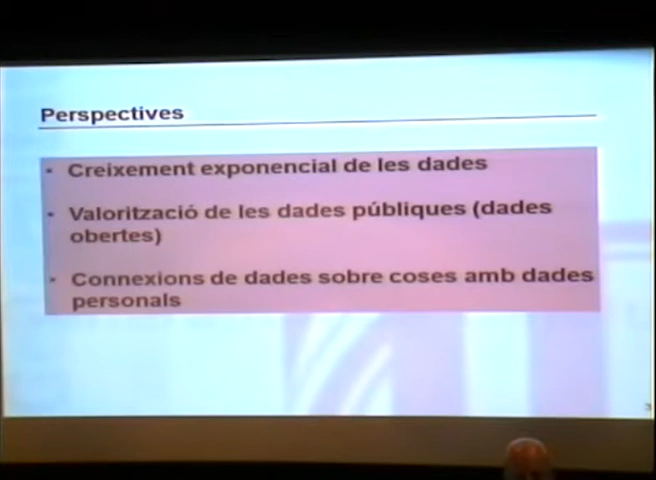 Perspectives
• Creixement exponencial de les dades
• Valorització de les dades públiques (dades
obertes)
• Connexions de dades sobre coses amb dades
personals